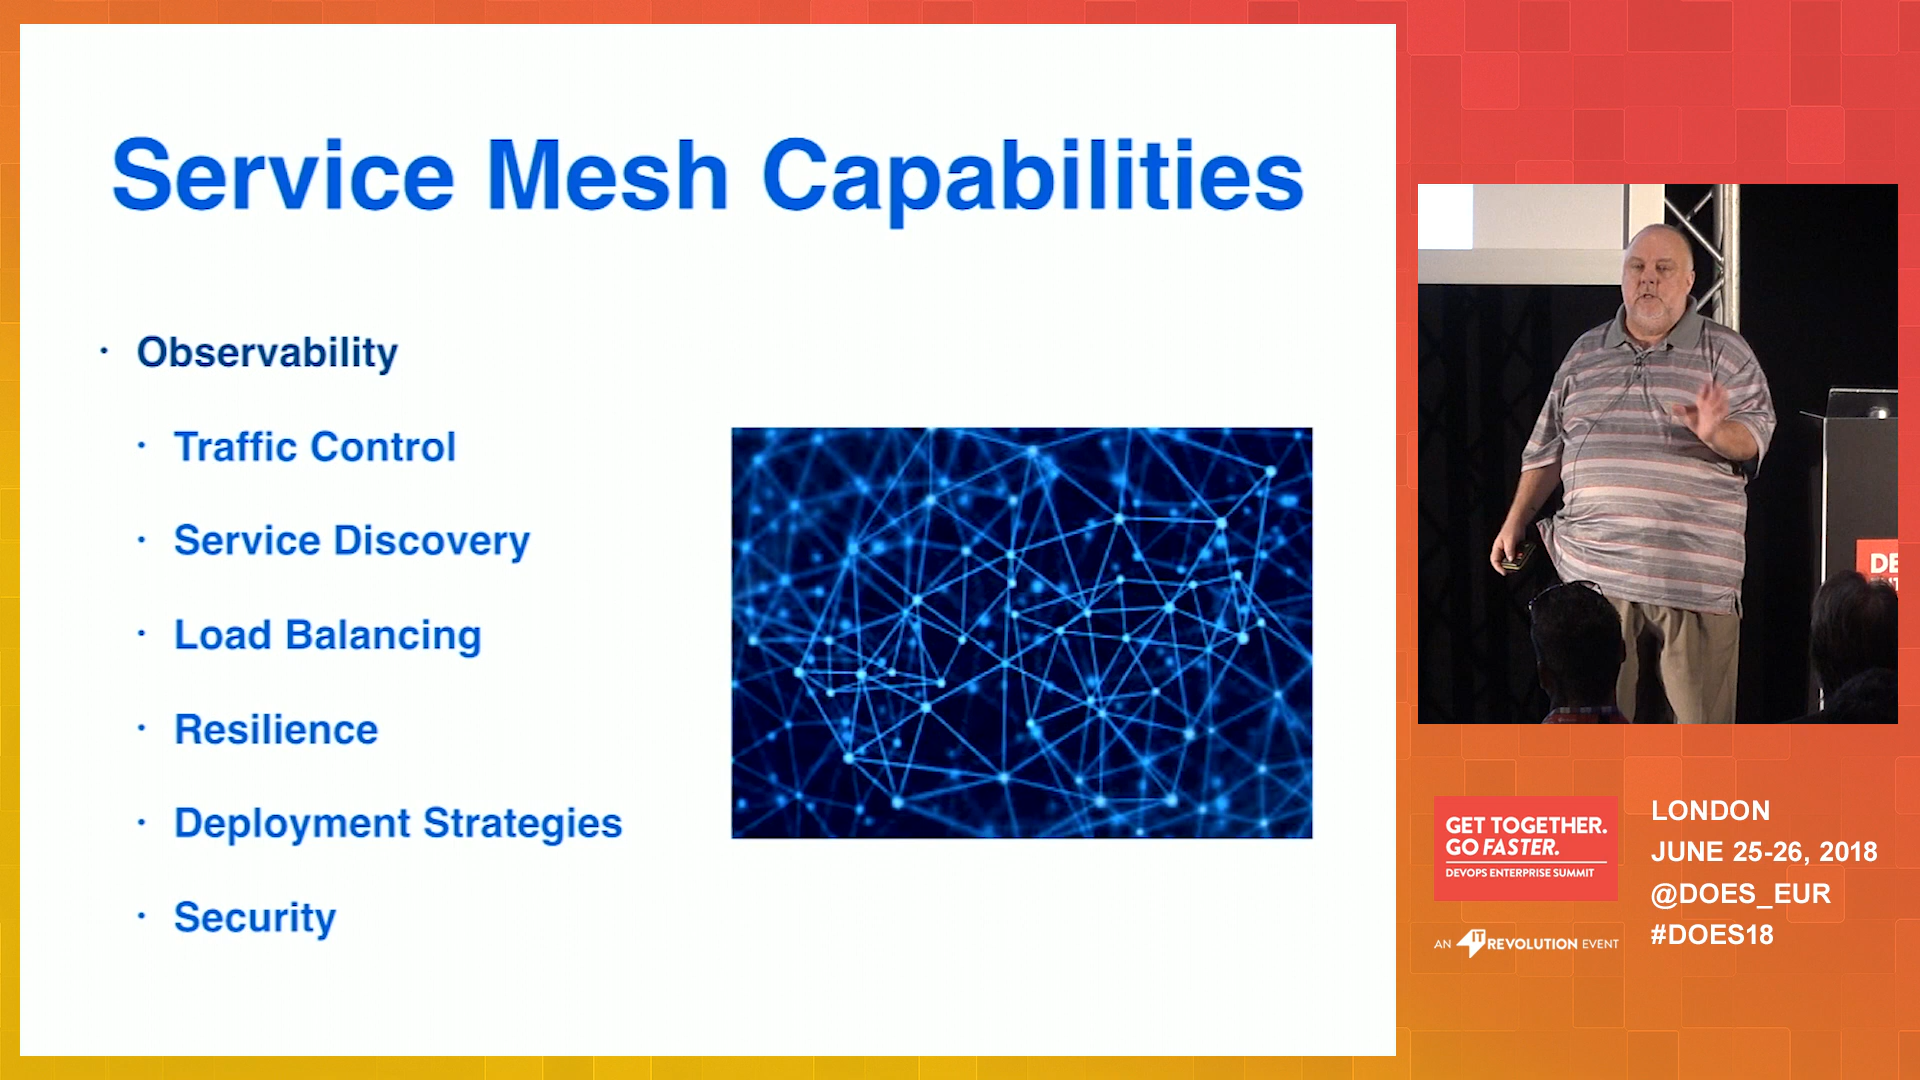 Service Mesh Capabilities
Observability
Traffic Control
Service Discovery
Load Balancing
Resilience
Deployment Strategies
Security
GET TOGETHER.
GO FASTER.
DEVOPS ENTERPRISE SUMMIT
AN IT REVOLUTION EVENT
LONDON
JUNE 25-26, 2018
@DOES_EUR
#DOES18